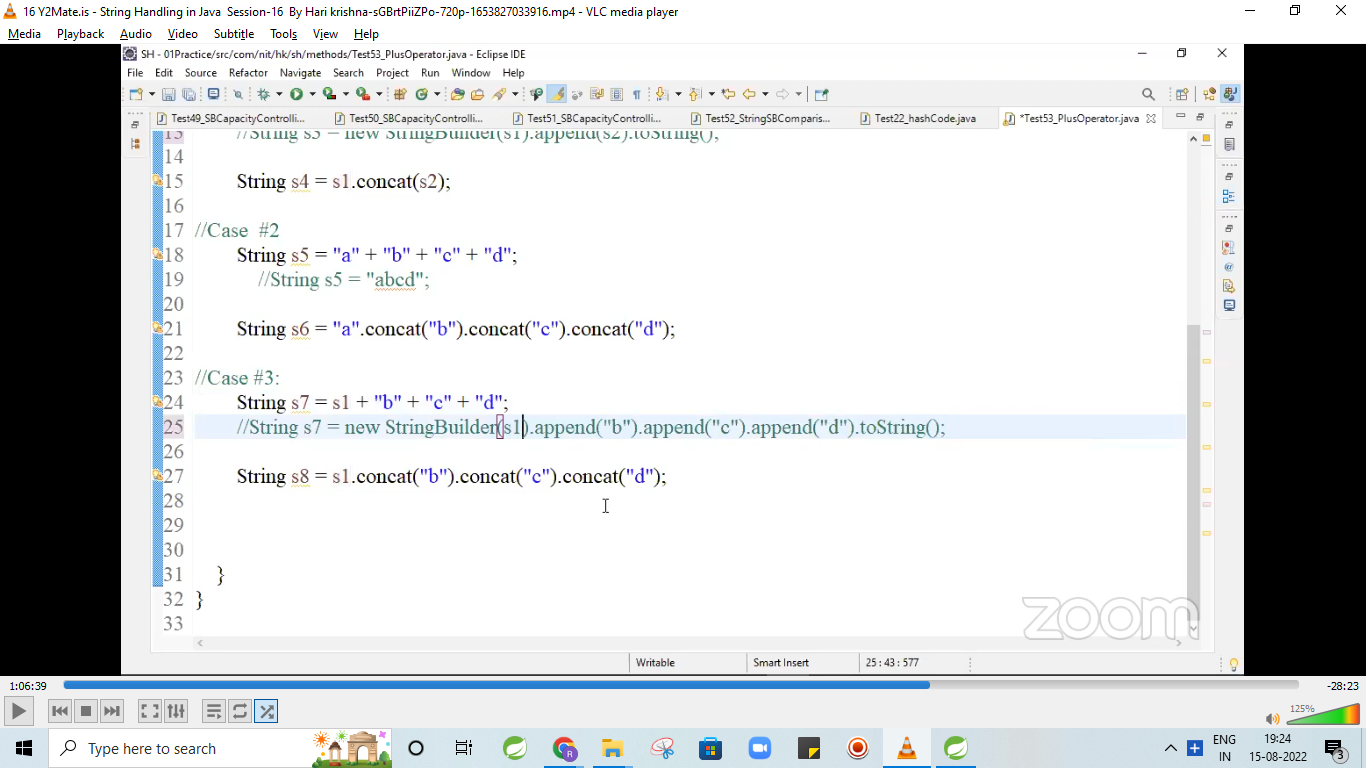 16 Y2Mate.is - String Handling in Java  Session-16  By Hari krishna-sGBrtPiiZPo-720p-1653827033916.mp4 - VLC media player
Media Playback Audio Video Subtitle Tools View Help
SH - 01Practice/src/com/nit/hk/sh/methods/Test53_PlusOperator.java - Eclipse IDE
File Edit Source Refactor Navigate Search Project Run Window Help
Test49_SBCapacityControlli... Test50_SBCapacityControlli... Test51_SBCapacityControlli... Test52_StringSBComparis... Test22_hashCode.java *Test53_PlusOperator.java
13 //String s3 = new StringBuilder(s1).append(s2).toString();
14
15 String s4 = s1.concat(s2);
16
17 //Case  #2
18 String s5 = "a" + "b" + "c" + "d";
19 //String s5 = "abcd";
20
21 String s6 = "a".concat("b").concat("c").concat("d");
22
23 //Case #3:
24 String s7 = s1 + "b" + "c" + "d";
25 //String s7 = new StringBuilder(s1).append("b").append("c").append("d").toString();
26
27 String s8 = s1.concat("b").concat("c").concat("d");
28
29
30
31 }
32 }
33
zoom
Writable Smart Insert 25 : 43 : 577
1:06:39 -28:23
125%
Type here to search
ENG
IN
19:24
15-08-2022
3